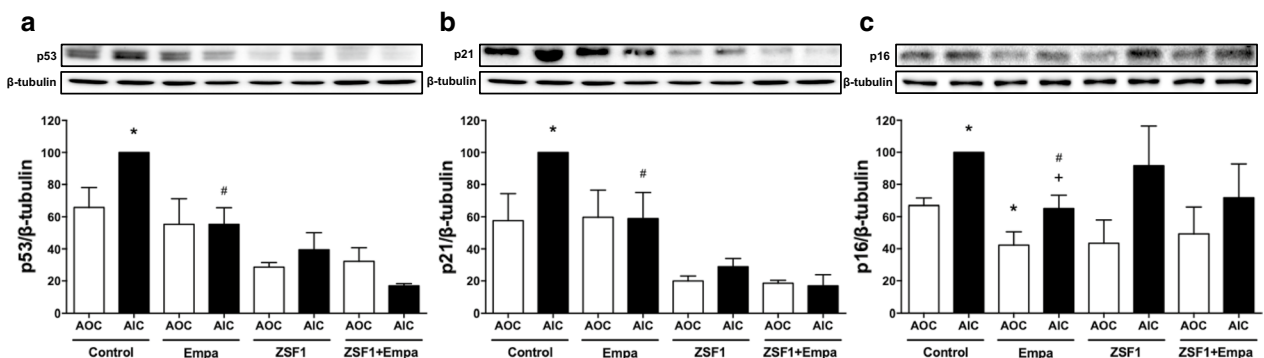 a
p53
β-tubulin
p53/β-tubulin
120
100
80
60
40
20
0
*
#
AOC AIC AOC AIC AOC AIC AOC AIC
Control Empa ZSF1 ZSF1+Empa
b
p21
β-tubulin
p21/β-tubulin
120
100
80
60
40
20
0
*
#
AOC AIC AOC AIC AOC AIC AOC AIC
Control Empa ZSF1 ZSF1+Empa
c
p16
β-tubulin
p16/β-tubulin
120
100
80
60
40
20
0
*
*
#
+
AOC AIC AOC AIC AOC AIC AOC AIC
Control Empa ZSF1 ZSF1+Empa